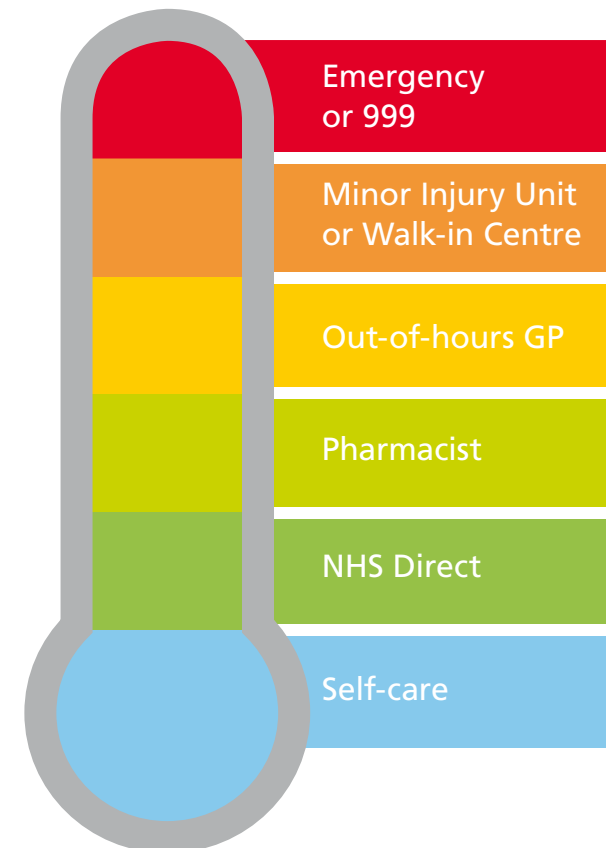 Emergency
or 999
Minor Injury Unit
or Walk-in Centre
Out-of-hours GP
Pharmacist
NHS Direct
Self-care